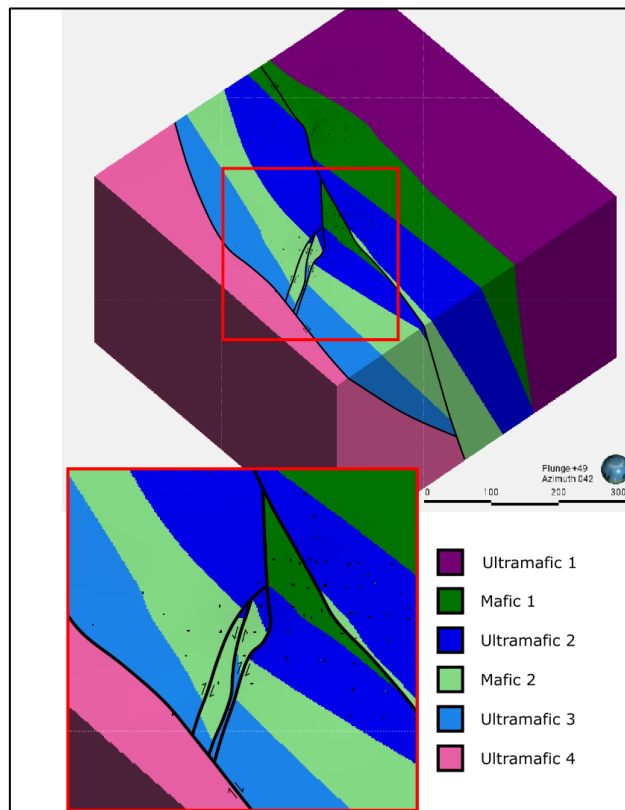 Plunge +49
Azimuth 042
0 100 200 300
Ultramafic 1
Mafic 1
Ultramafic 2
Mafic 2
Ultramafic 3
Ultramafic 4